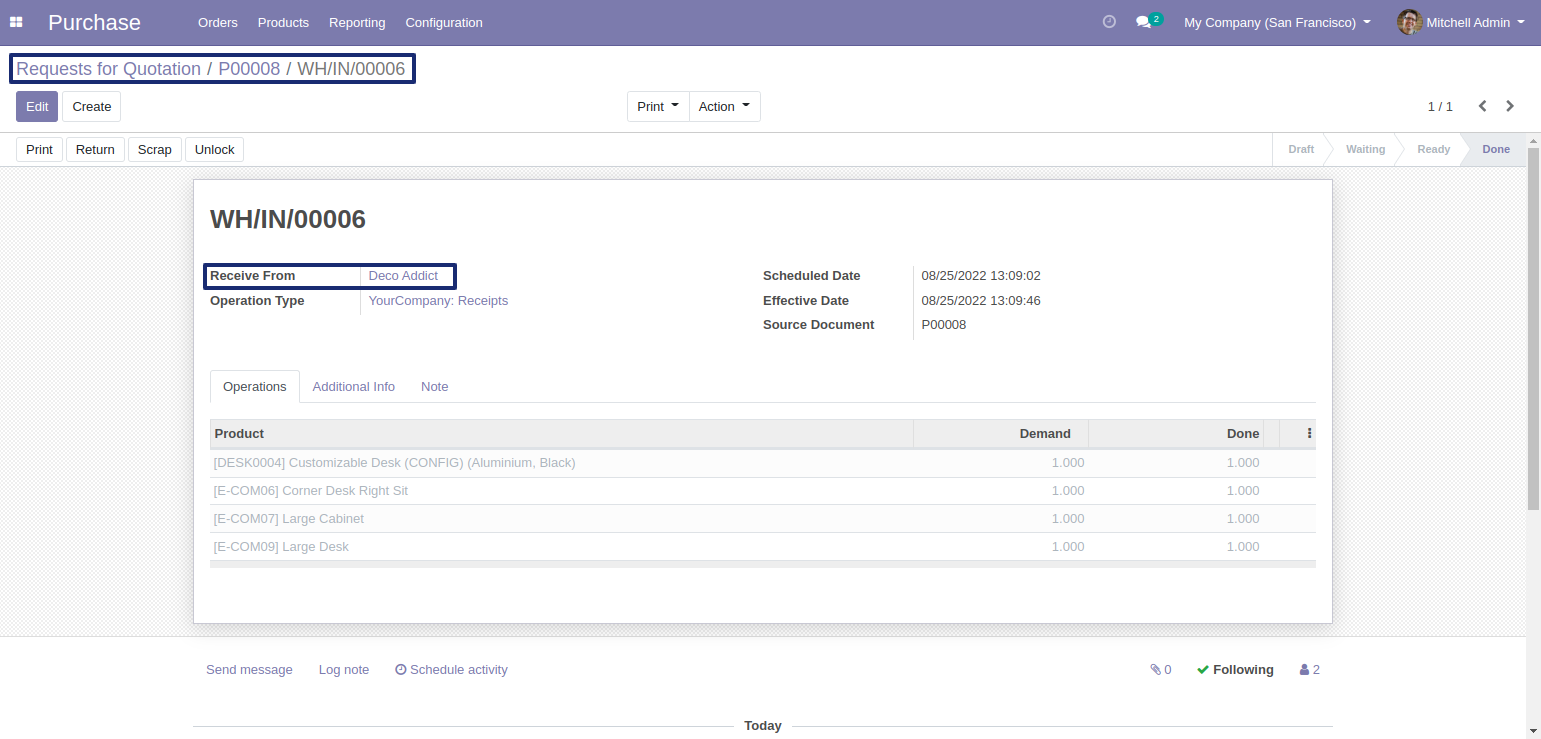 Purchase Orders Products Reporting Configuration 2 My Company (San Francisco) Mitchell Admin
Requests for Quotation / P00008 / WH/IN/00006
Edit Create Print Action 1 / 1
Print Return Scrap Unlock Draft Waiting Ready Done
WH/IN/00006
Receive From Deco Addict Scheduled Date 08/25/2022 13:09:02
Operation Type YourCompany: Receipts Effective Date 08/25/2022 13:09:46
Source Document P00008
Operations Additional Info Note
Product Demand Done
[DESK0004] Customizable Desk (CONFIG) (Aluminium, Black) 1.000 1.000
[E-COM06] Corner Desk Right Sit 1.000 1.000
[E-COM07] Large Cabinet 1.000 1.000
[E-COM09] Large Desk 1.000 1.000
Send message Log note Schedule activity 0 Following 2
Today